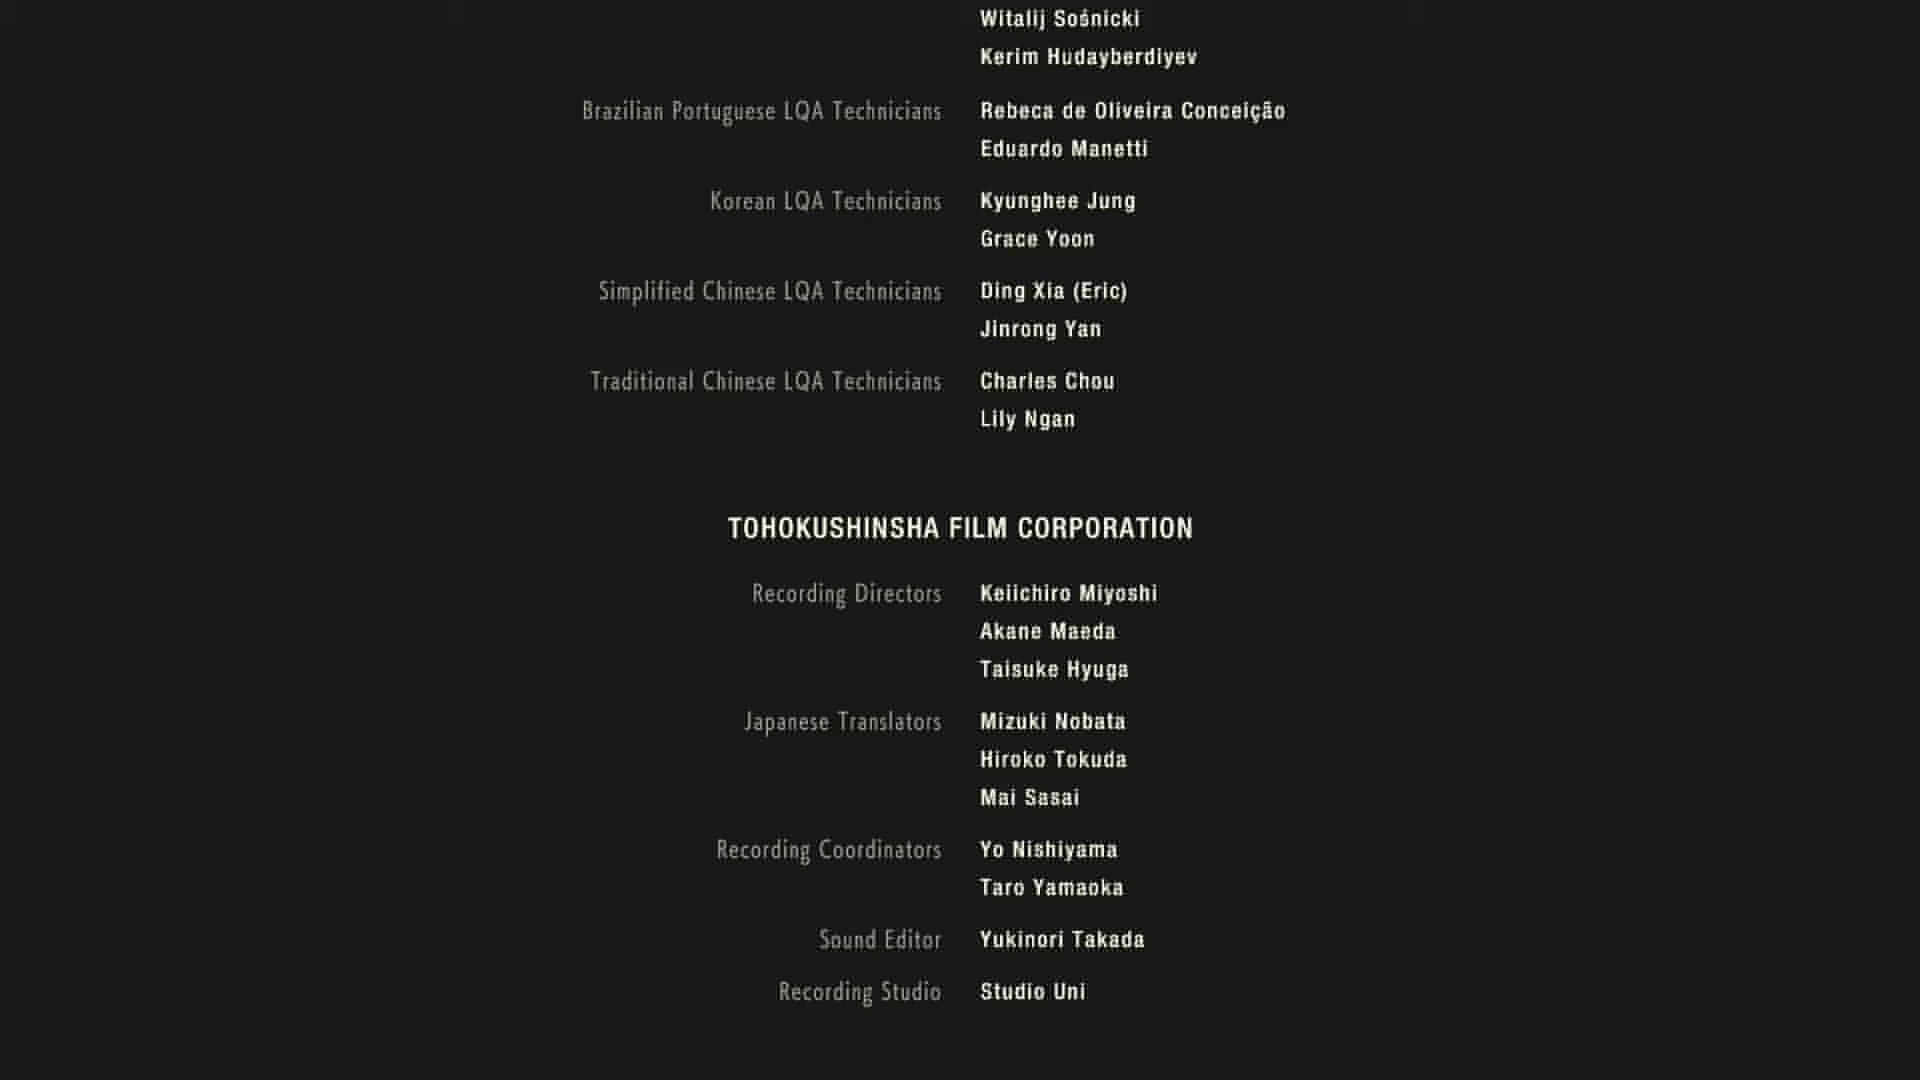 Witalij Sośnicki
Kerim Hudayberdiyev
Brazilian Portuguese LQA Technicians Rebeca de Oliveira Conceição
Eduardo Manetti
Korean LQA Technicians Kyunghee Jung
Grace Yoon
Simplified Chinese LQA Technicians Ding Xia (Eric)
Jinrong Yan
Traditional Chinese LQA Technicians Charles Chou
Lily Ngan
TOHOKUSHINSHA FILM CORPORATION
Recording Directors Keiichiro Miyoshi
Akane Maeda
Taisuke Hyuga
Japanese Translators Mizuki Nobata
Hiroko Tokuda
Mai Sasai
Recording Coordinators Yo Nishiyama
Taro Yamaoka
Sound Editor Yukinori Takada
Recording Studio Studio Uni